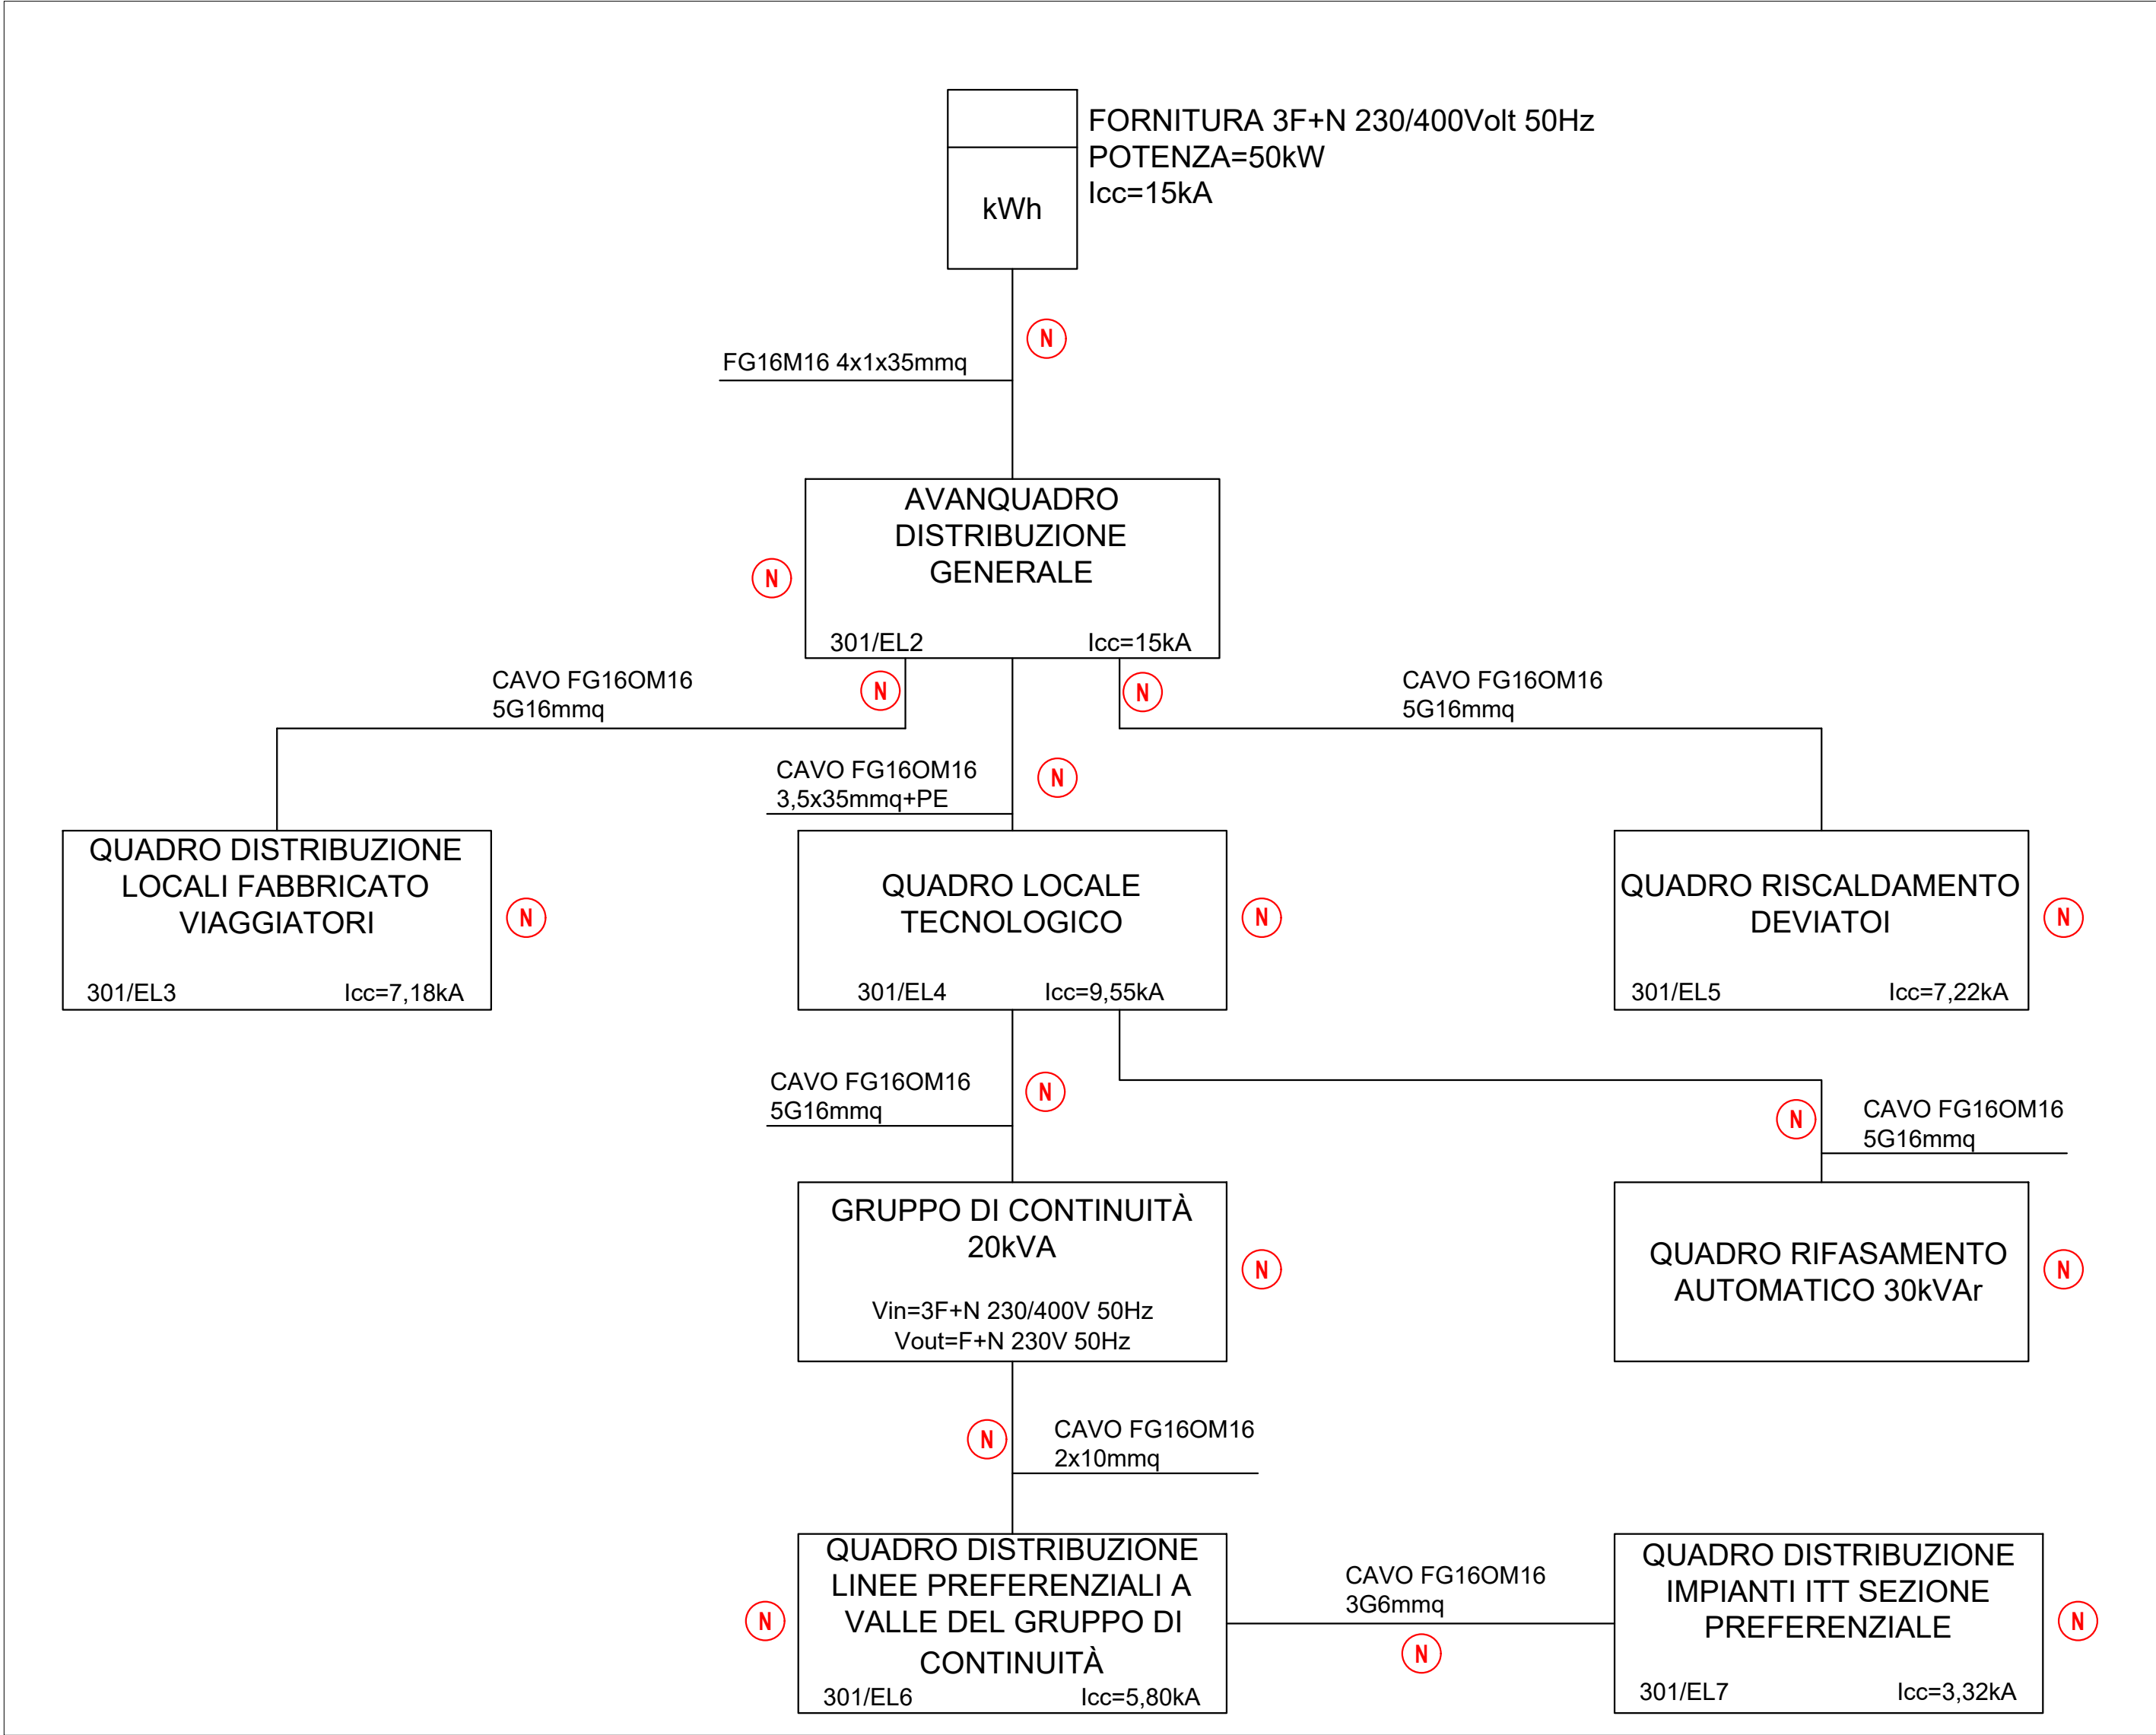 FORNITURA 3F+N 230/400Volt 50Hz
POTENZA=50kW
Icc=15kA
kWh
N
FG16M16 4x1x35mmq
AVANQUADRO
DISTRIBUZIONE
GENERALE
N
301/EL2 Icc=15kA
CAVO FG16OM16
5G16mmq
N
N
CAVO FG16OM16
5G16mmq
CAVO FG16OM16
3,5x35mmq+PE
N
QUADRO DISTRIBUZIONE
LOCALI FABBRICATO
VIAGGIATORI
301/EL3 Icc=7,18kA
N
QUADRO LOCALE
TECNOLOGICO
301/EL4 Icc=9,55kA
N
QUADRO RISCALDAMENTO
DEVIATOI
301/EL5 Icc=7,22kA
N
CAVO FG16OM16
5G16mmq
N
N
CAVO FG16OM16
5G16mmq
GRUPPO DI CONTINUITÀ
20kVA
Vin=3F+N 230/400V 50Hz
Vout=F+N 230V 50Hz
N
QUADRO RIFASAMENTO
AUTOMATICO 30kVAr
N
N
CAVO FG16OM16
2x10mmq
N
QUADRO DISTRIBUZIONE
LINEE PREFERENZIALI A
VALLE DEL GRUPPO DI
CONTINUITÀ
301/EL6 Icc=5,80kA
CAVO FG16OM16
3G6mmq
N
QUADRO DISTRIBUZIONE
IMPIANTI ITT SEZIONE
PREFERENZIALE
301/EL7 Icc=3,32kA
N